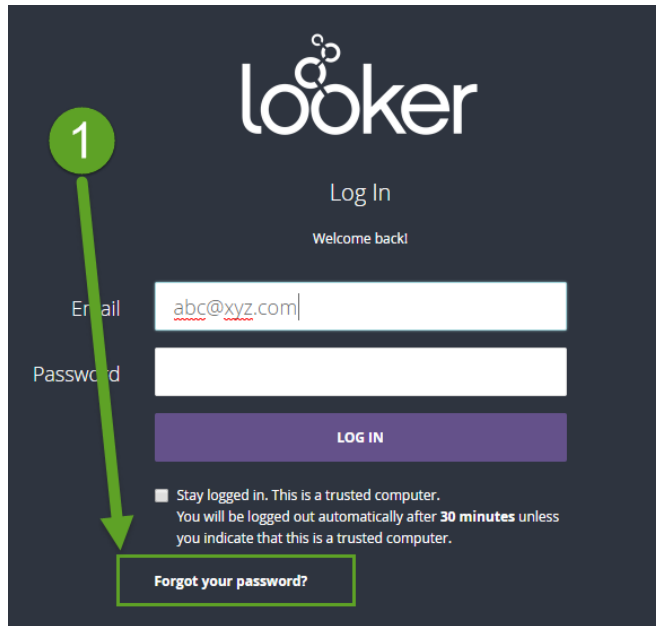 looker
1
Log In
Welcome back!
Email
abc@xyz.com
Password
LOG IN
Stay logged in. This is a trusted computer.
You will be logged out automatically after 30 minutes unless
you indicate that this is a trusted computer.
Forgot your password?